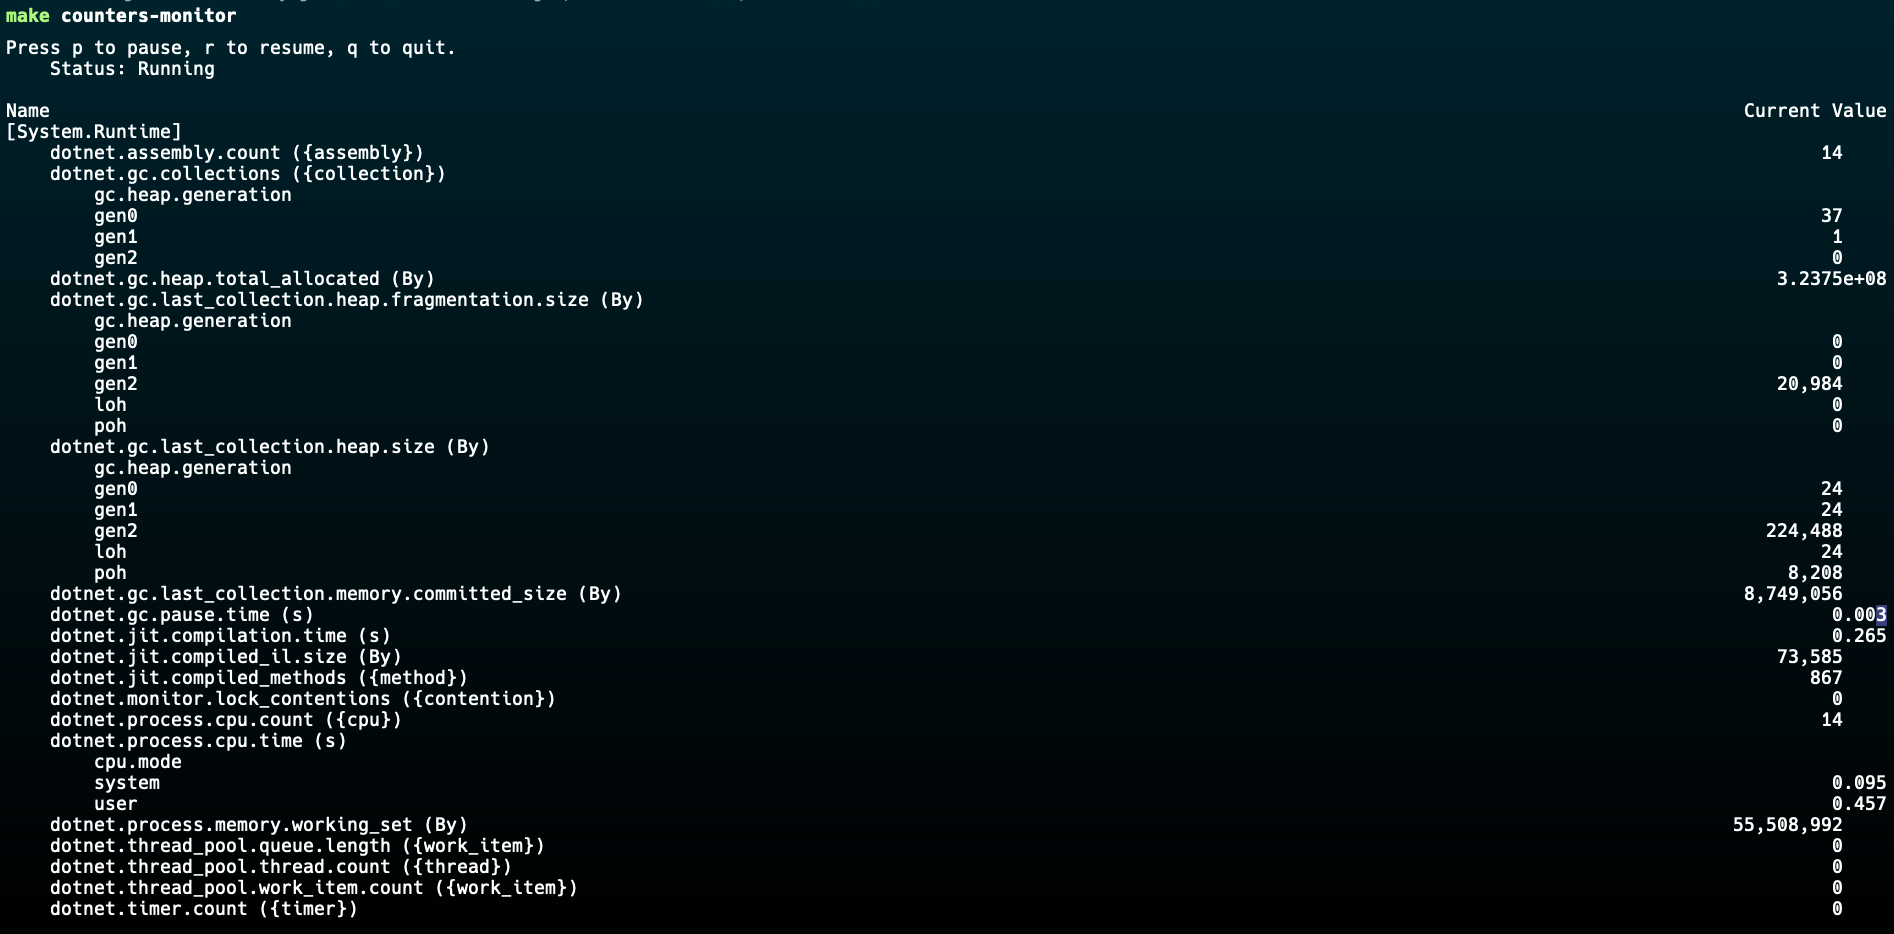 make counters-monitor
Press p to pause, r to resume, q to quit.
Status: Running
Name Current Value
[System.Runtime]
dotnet.assembly.count ({assembly}) 14
dotnet.gc.collections ({collection})
gc.heap.generation
gen0 37
gen1 1
gen2 0
dotnet.gc.heap.total_allocated (By) 3.2375e+08
dotnet.gc.last_collection.heap.fragmentation.size (By)
gc.heap.generation
gen0 0
gen1 0
gen2 20,984
loh 0
poh 0
dotnet.gc.last_collection.heap.size (By)
gc.heap.generation
gen0 24
gen1 24
gen2 224,488
loh 24
poh 8,208
dotnet.gc.last_collection.memory.committed_size (By) 8,749,056
dotnet.gc.pause.time (s) 0.003
dotnet.jit.compilation.time (s) 0.265
dotnet.jit.compiled_il.size (By) 73,585
dotnet.jit.compiled_methods ({method}) 867
dotnet.monitor.lock_contentions ({contention}) 0
dotnet.process.cpu.count ({cpu}) 14
dotnet.process.cpu.time (s)
cpu.mode
system 0.095
user 0.457
dotnet.process.memory.working_set (By) 55,508,992
dotnet.thread_pool.queue.length ({work_item}) 0
dotnet.thread_pool.thread.count ({thread}) 0
dotnet.thread_pool.work_item.count ({work_item}) 0
dotnet.timer.count ({timer}) 0